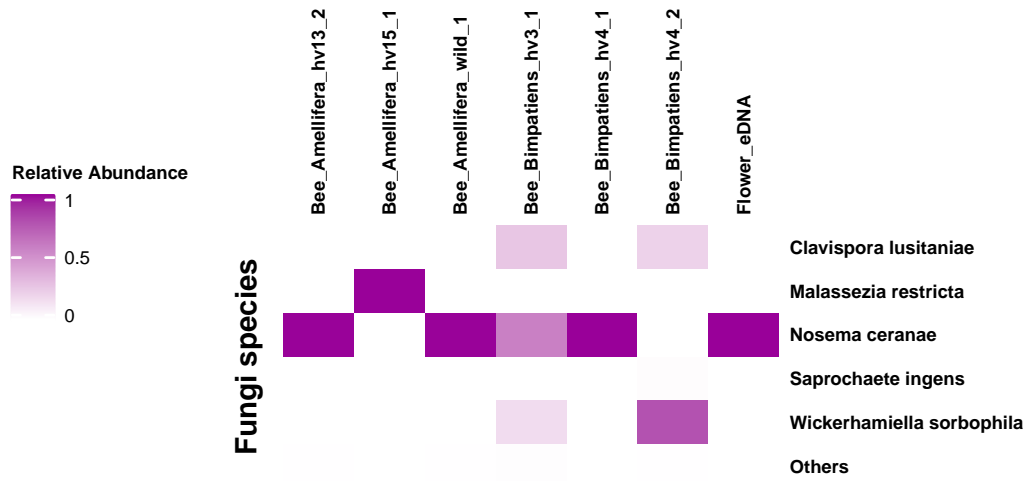 Bee_Amellifera_hv13_2
Bee_Amellifera_hv15_1
Bee_Amellifera_wild_1
Bee_Bimpatiens_hv3_1
Bee_Bimpatiens_hv4_1
Bee_Bimpatiens_hv4_2
Flower_eDNA
Relative Abundance
1
0.5
0
Fungi species
Clavispora lusitaniae
Malassezia restricta
Nosema ceranae
Saprochaete ingens
Wickerhamiella sorbophila
Others